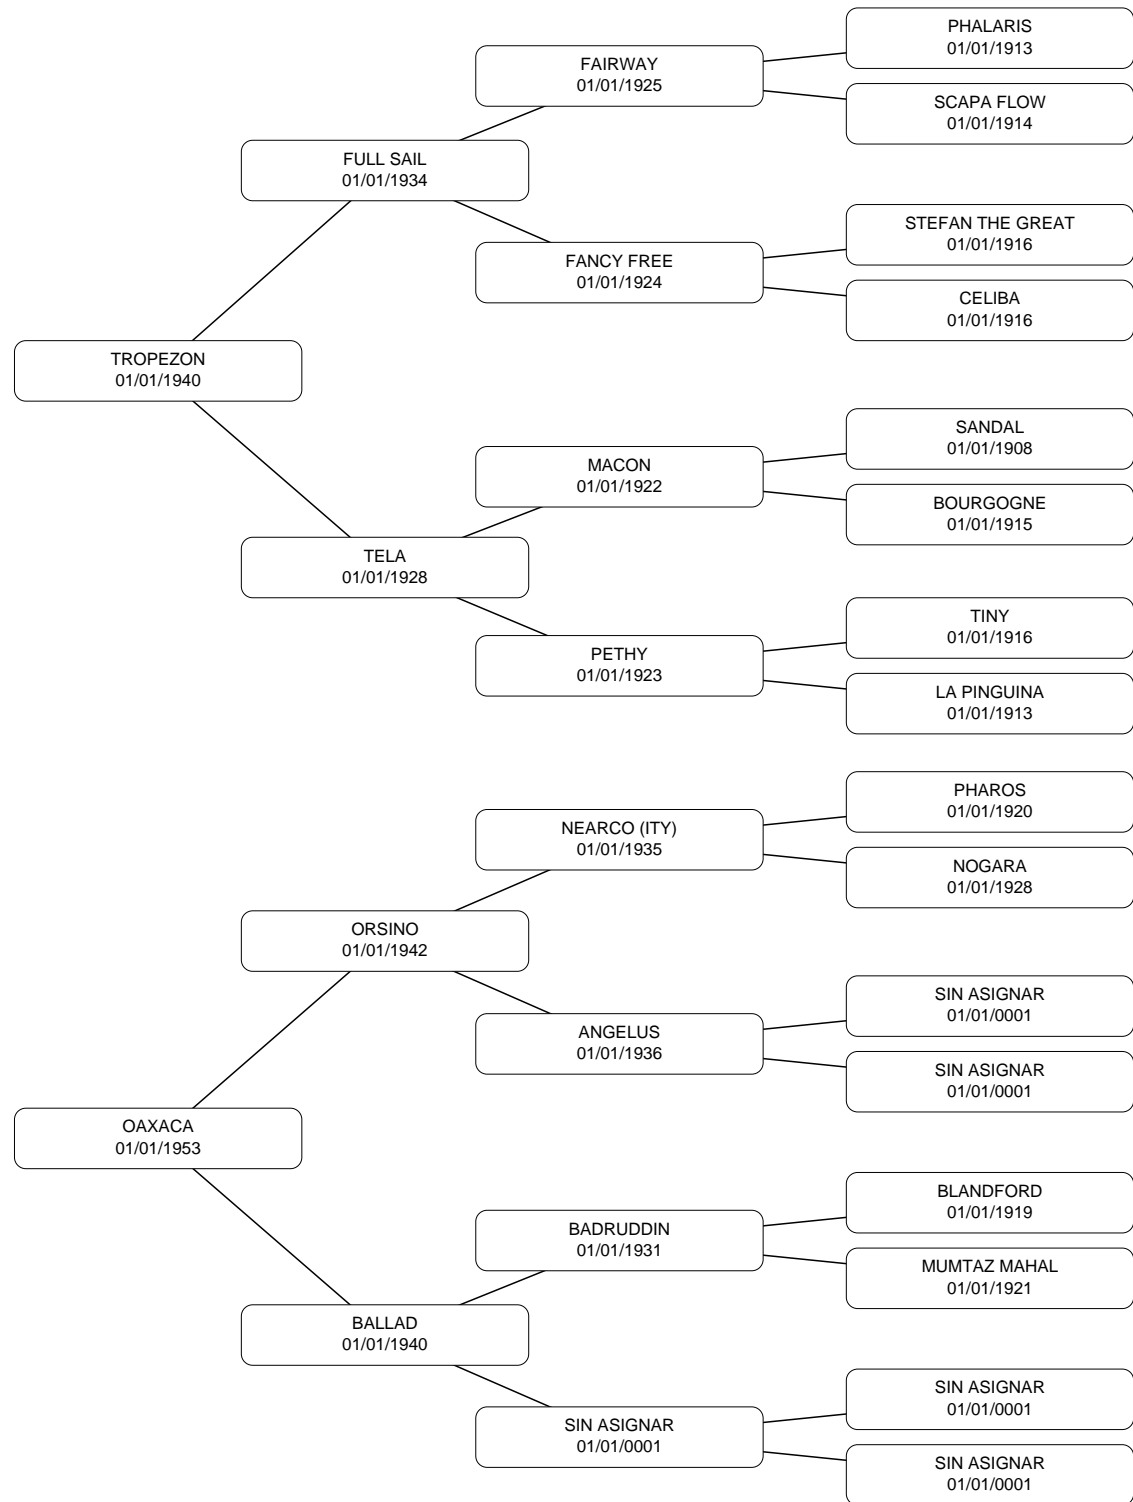 PHALARIS
01/01/1913
FAIRWAY
01/01/1925
SCAPA FLOW
01/01/1914
FULL SAIL
01/01/1934
STEFAN THE GREAT
01/01/1916
FANCY FREE
01/01/1924
CELIBA
01/01/1916
TROPEZON
01/01/1940
SANDAL
01/01/1908
MACON
01/01/1922
BOURGOGNE
01/01/1915
TELA
01/01/1928
TINY
01/01/1916
PETHY
01/01/1923
LA PINGUINA
01/01/1913
PHAROS
01/01/1920
NEARCO (ITY)
01/01/1935
NOGARA
01/01/1928
ORSINO
01/01/1942
SIN ASIGNAR
01/01/0001
ANGELUS
01/01/1936
SIN ASIGNAR
01/01/0001
OAXACA
01/01/1953
BLANDFORD
01/01/1919
BADRUDDIN
01/01/1931
MUMTAZ MAHAL
01/01/1921
BALLAD
01/01/1940
SIN ASIGNAR
01/01/0001
SIN ASIGNAR
01/01/0001
SIN ASIGNAR
01/01/0001